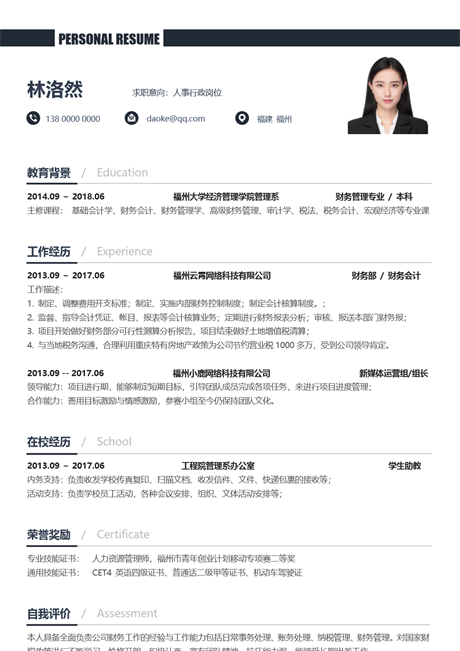 PERSONAL RESUME
林洛然
求职意向：人事行政岗位
138 0000 0000 daoke@qq.com 福建 福州
教育背景 / Education
2014.09 – 2018.06 福州大学经济管理学院管理系 财务管理专业 / 本科
主修课程： 基础会计学、财务会计、财务管理学、高级财务管理、审计学、税法、税务会计、宏观经济等专业课
工作经历 / Experience
2013.09 – 2017.06 福州云霄网络科技有限公司 财务部 / 财务会计
工作描述：
1. 制定、调整费用开支标准；制定、实施内部财务控制制度；制定会计核算制度。；
2. 监督、指导会计凭证、帐目、报表等会计核算业务；定期进行财务报表分析；审核、报送本部门财务报；
3. 项目开始做好财务部分可行性测算分析报告，项目结束做好土地增值税清算；
4. 与当地税务沟通，合理利用重庆特有房地产政策为公司节约营业税 1000 多万，受到公司领导肯定。
2013.09 -- 2017.06 福州小鹿网络科技有限公司 新媒体运营组/组长
领导能力：项目进行期，能够制定短期目标，引导团队成员完成各项任务，来进行项目进度管理；
合作能力：善用目标激励与情感激励，参赛小组至今仍保持团队文化。
在校经历 / School
2013.09 – 2017.06 工程院管理系办公室 学生助教
内务支持：负责收发学校传真复印、扫描文档、收发信件、文件、快递包裹的接收等；
活动支持：负责学校员工活动，各种会议安排、组织、文体活动安排等；
荣誉奖励 / Certificate
专业技能证书： 人力资源管理师，福州市青年创业计划移动专项赛二等奖
通用技能证书： CET4 英语四级证书、普通话二级甲等证书、机动车驾驶证
自我评价 / Assessment
本人具备全面负责公司财务工作的经验与工作能力包括日常事务处理、账务处理、纳税管理、财务管理。对国家财